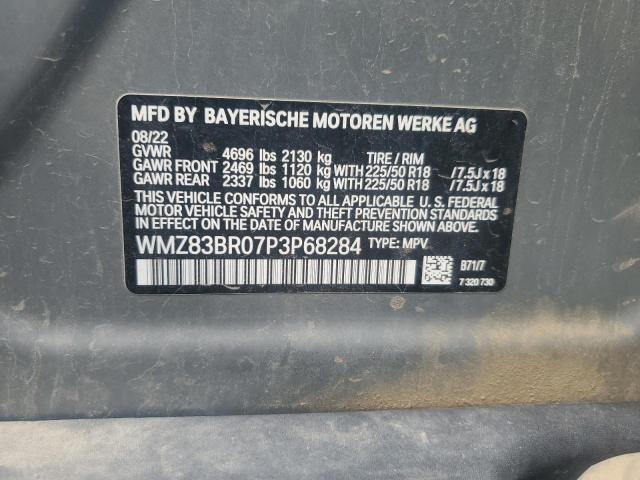 MFD BY BAYERISCHE MOTOREN WERKE AG
08/22
GVWR 4696 lbs 2130 kg TIRE / RIM
GAWR FRONT 2469 lbs 1120 kg WITH 225/50 R18 /7.5J x 18
GAWR REAR 2337 lbs 1060 kg WITH 225/50 R18 /7.5J x 18
THIS VEHICLE CONFORMS TO ALL APPLICABLE U. S. FEDERAL
MOTOR VEHICLE SAFETY STANDARDS IN EFFECT ON THE
DATE OF MANUFACTURE SHOWN ABOVE.
WMZ83BR07P3P68284 TYPE: MPV
B71/7
7 320 730